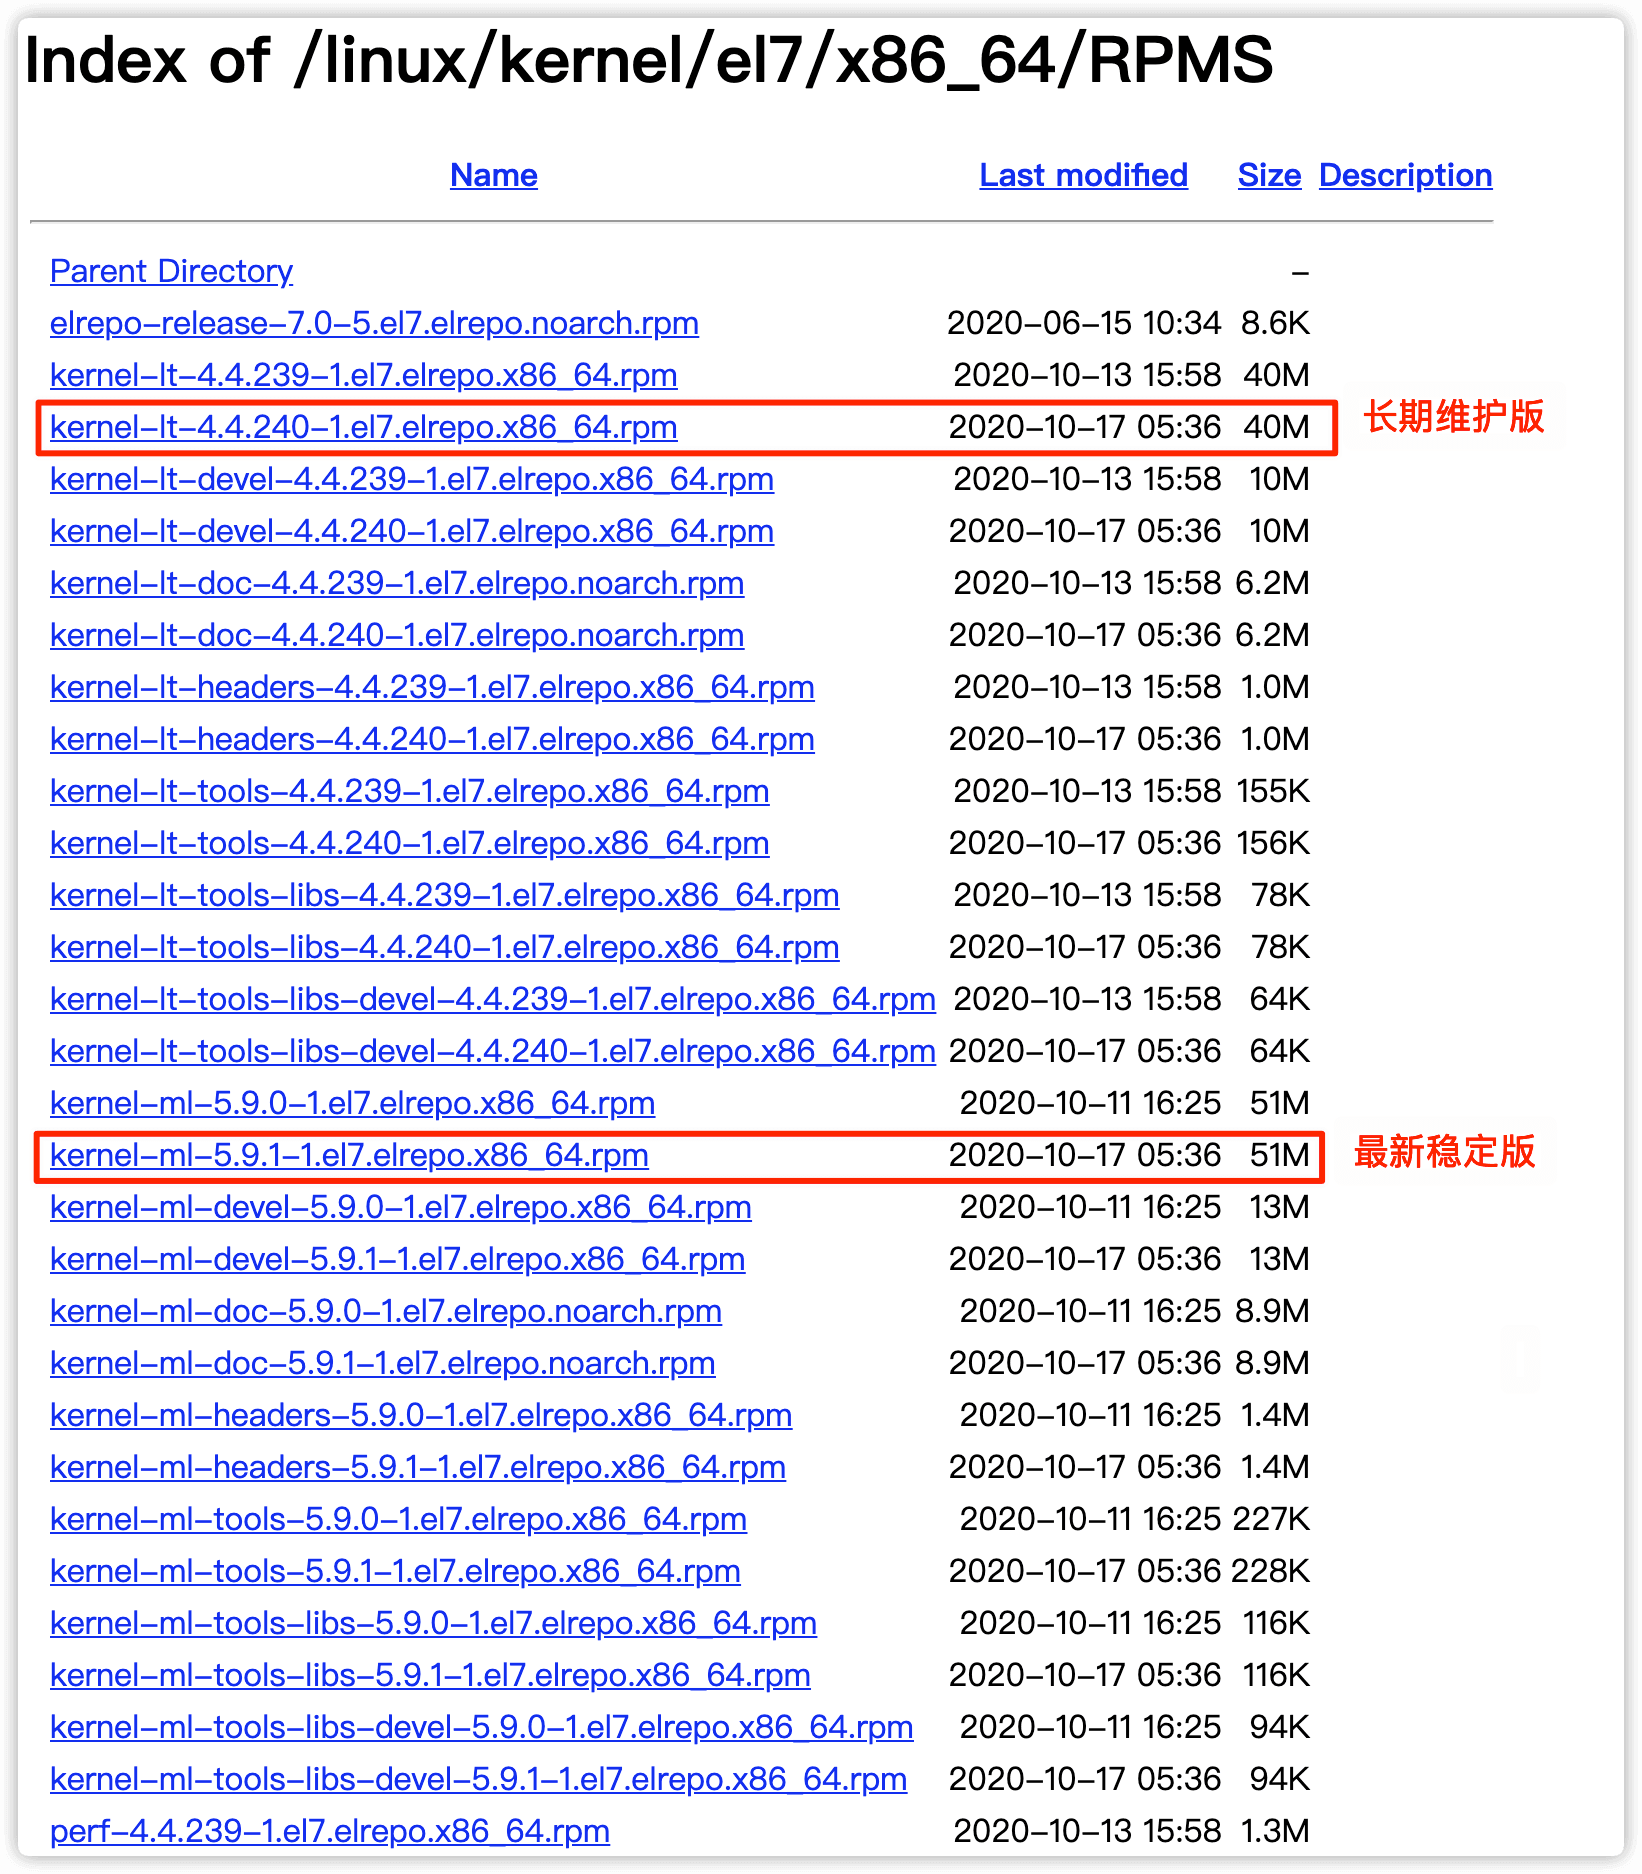 Index of /linux/kernel/el7/x86_64/RPMS
Name Last modified Size Description
Parent Directory –
elrepo-release-7.0-5.el7.elrepo.noarch.rpm 2020-06-15 10:34 8.6K
kernel-lt-4.4.239-1.el7.elrepo.x86_64.rpm 2020-10-13 15:58 40M
kernel-lt-4.4.240-1.el7.elrepo.x86_64.rpm 2020-10-17 05:36 40M 长期维护版
kernel-lt-devel-4.4.239-1.el7.elrepo.x86_64.rpm 2020-10-13 15:58 10M
kernel-lt-devel-4.4.240-1.el7.elrepo.x86_64.rpm 2020-10-17 05:36 10M
kernel-lt-doc-4.4.239-1.el7.elrepo.noarch.rpm 2020-10-13 15:58 6.2M
kernel-lt-doc-4.4.240-1.el7.elrepo.noarch.rpm 2020-10-17 05:36 6.2M
kernel-lt-headers-4.4.239-1.el7.elrepo.x86_64.rpm 2020-10-13 15:58 1.0M
kernel-lt-headers-4.4.240-1.el7.elrepo.x86_64.rpm 2020-10-17 05:36 1.0M
kernel-lt-tools-4.4.239-1.el7.elrepo.x86_64.rpm 2020-10-13 15:58 155K
kernel-lt-tools-4.4.240-1.el7.elrepo.x86_64.rpm 2020-10-17 05:36 156K
kernel-lt-tools-libs-4.4.239-1.el7.elrepo.x86_64.rpm 2020-10-13 15:58 78K
kernel-lt-tools-libs-4.4.240-1.el7.elrepo.x86_64.rpm 2020-10-17 05:36 78K
kernel-lt-tools-libs-devel-4.4.239-1.el7.elrepo.x86_64.rpm 2020-10-13 15:58 64K
kernel-lt-tools-libs-devel-4.4.240-1.el7.elrepo.x86_64.rpm 2020-10-17 05:36 64K
kernel-ml-5.9.0-1.el7.elrepo.x86_64.rpm 2020-10-11 16:25 51M
kernel-ml-5.9.1-1.el7.elrepo.x86_64.rpm 2020-10-17 05:36 51M 最新稳定版
kernel-ml-devel-5.9.0-1.el7.elrepo.x86_64.rpm 2020-10-11 16:25 13M
kernel-ml-devel-5.9.1-1.el7.elrepo.x86_64.rpm 2020-10-17 05:36 13M
kernel-ml-doc-5.9.0-1.el7.elrepo.noarch.rpm 2020-10-11 16:25 8.9M
kernel-ml-doc-5.9.1-1.el7.elrepo.noarch.rpm 2020-10-17 05:36 8.9M
kernel-ml-headers-5.9.0-1.el7.elrepo.x86_64.rpm 2020-10-11 16:25 1.4M
kernel-ml-headers-5.9.1-1.el7.elrepo.x86_64.rpm 2020-10-17 05:36 1.4M
kernel-ml-tools-5.9.0-1.el7.elrepo.x86_64.rpm 2020-10-11 16:25 227K
kernel-ml-tools-5.9.1-1.el7.elrepo.x86_64.rpm 2020-10-17 05:36 228K
kernel-ml-tools-libs-5.9.0-1.el7.elrepo.x86_64.rpm 2020-10-11 16:25 116K
kernel-ml-tools-libs-5.9.1-1.el7.elrepo.x86_64.rpm 2020-10-17 05:36 116K
kernel-ml-tools-libs-devel-5.9.0-1.el7.elrepo.x86_64.rpm 2020-10-11 16:25 94K
kernel-ml-tools-libs-devel-5.9.1-1.el7.elrepo.x86_64.rpm 2020-10-17 05:36 94K
perf-4.4.239-1.el7.elrepo.x86_64.rpm 2020-10-13 15:58 1.3M